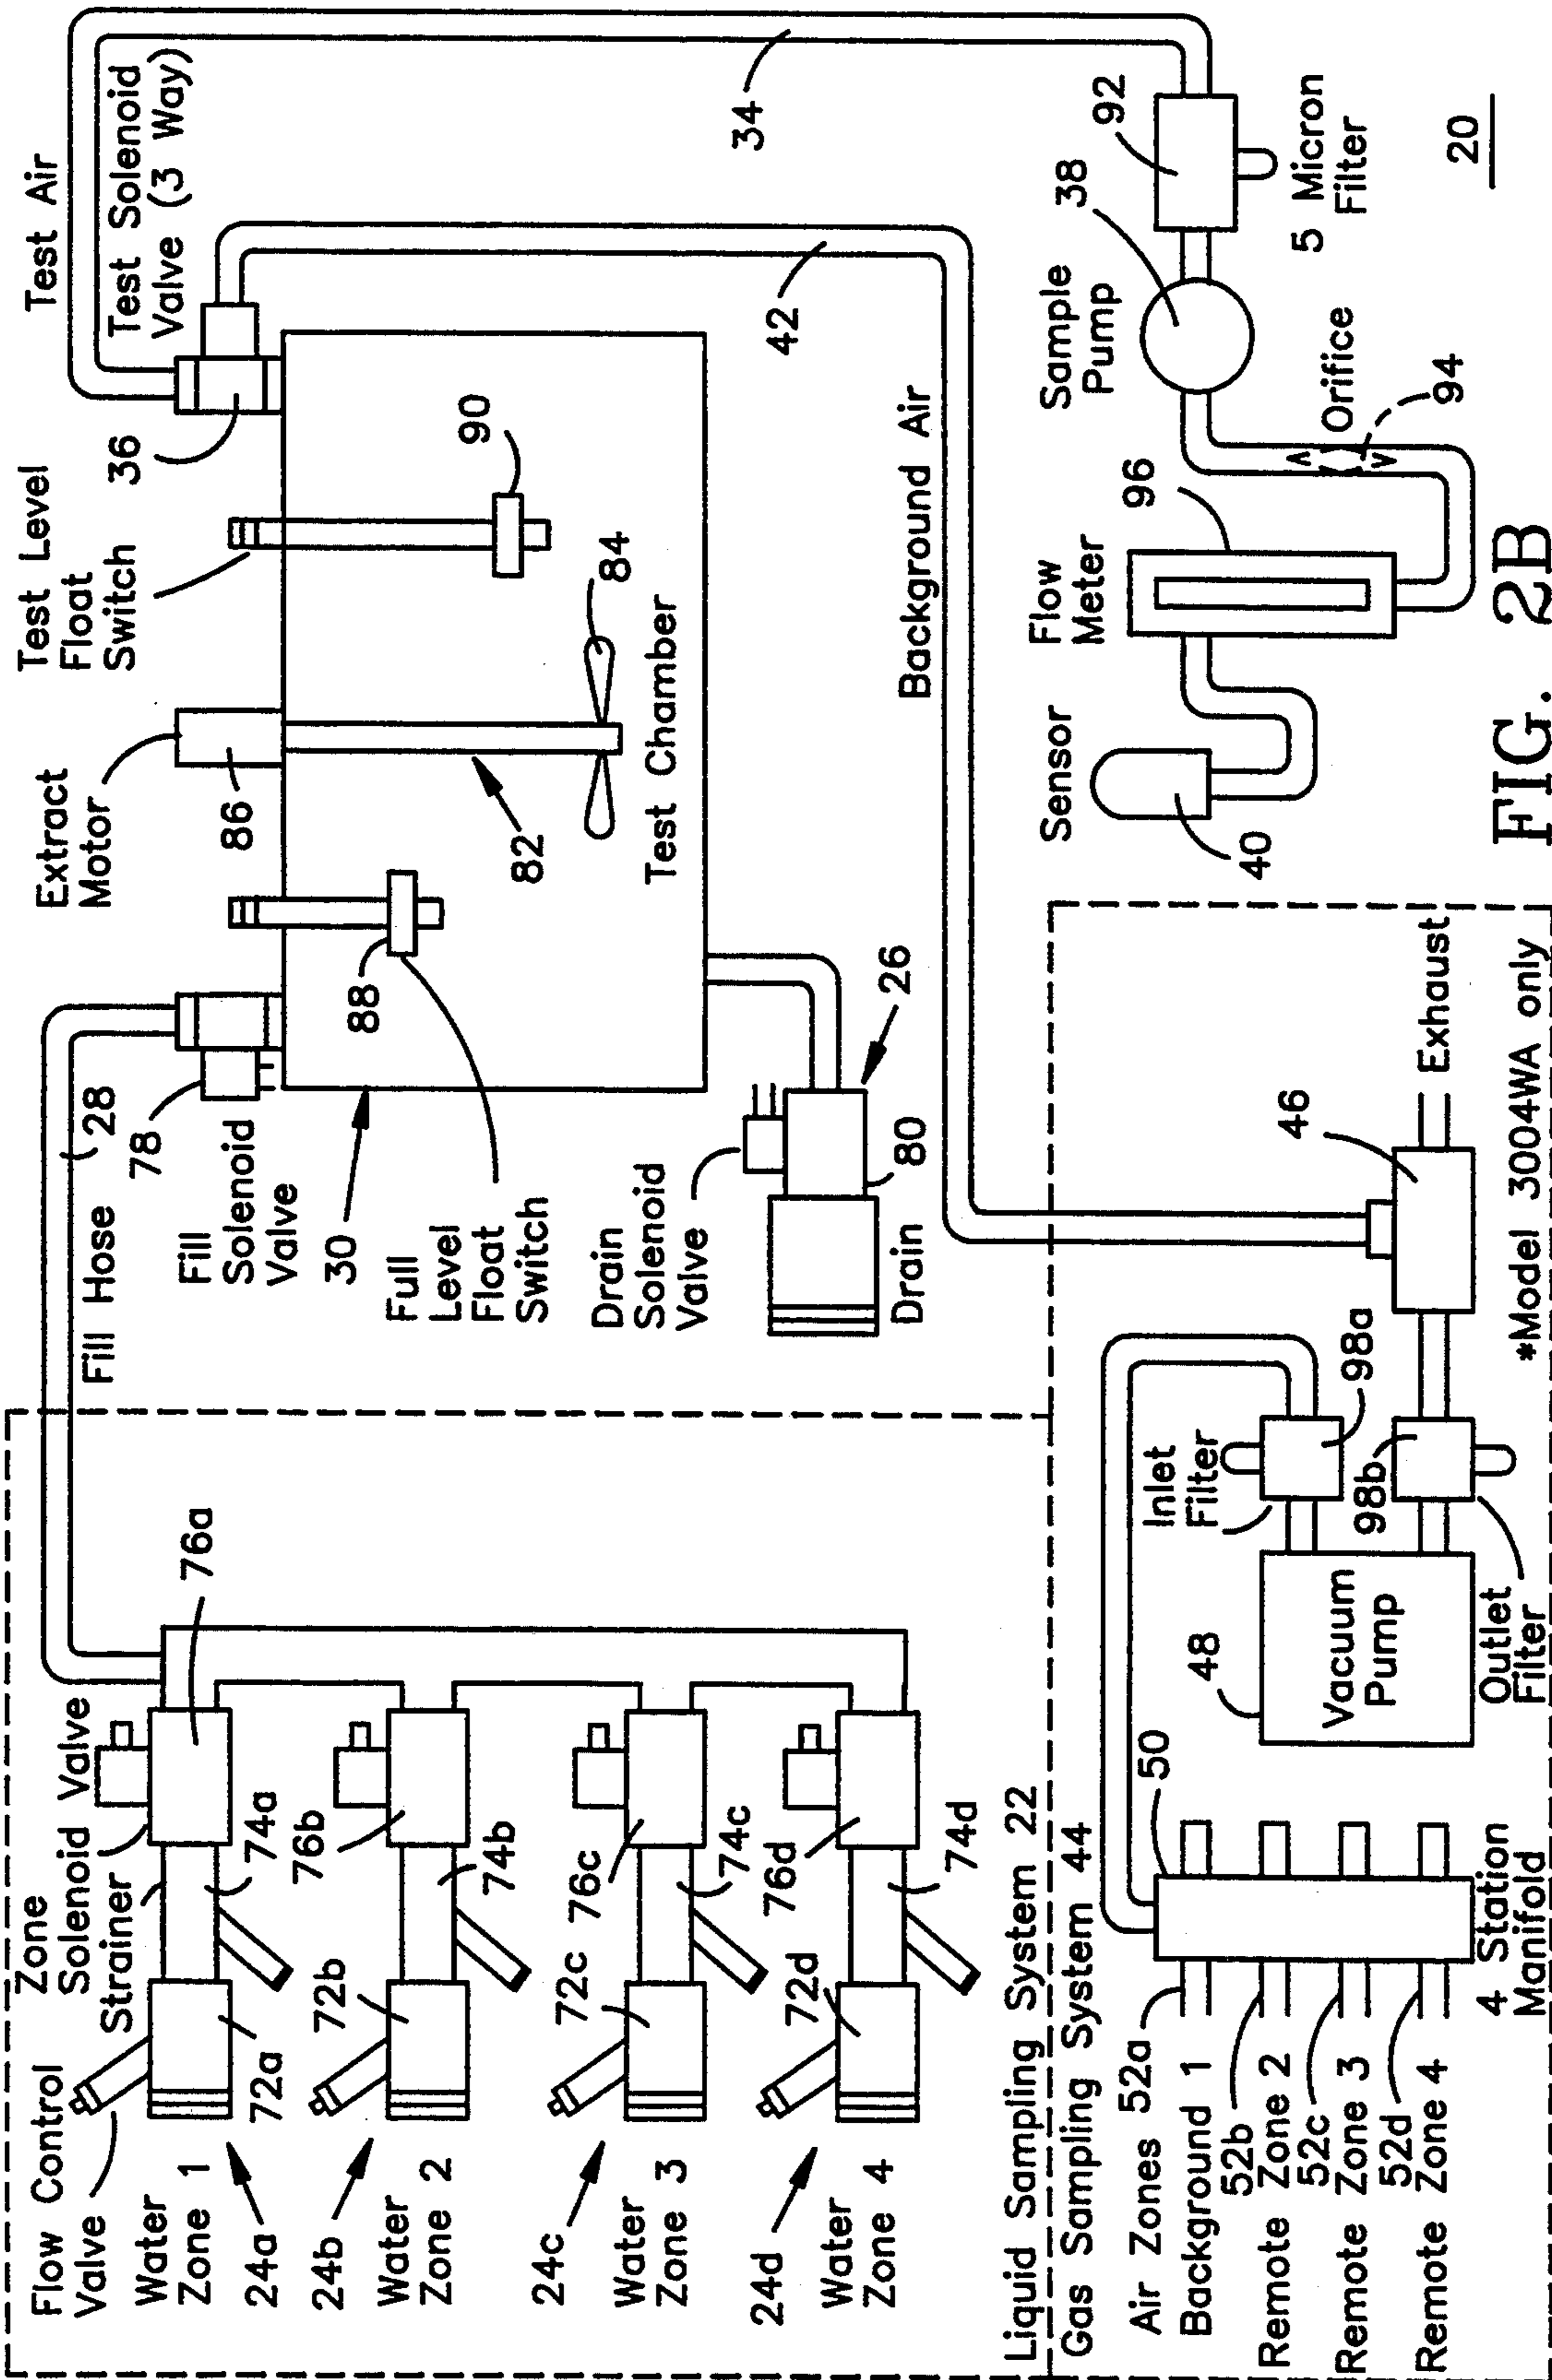 Flow Control
Valve
Zone
Solenoid Valve
Strainer
Water
Zone 1
24a
72a
74a
76a
24b
72b
76b
74b
Water
Zone 2
24c
72c
76c
74c
Water
Zone 3
24d
72d
76d
74d
Water
Zone 4
Liquid Sampling System 22
Fill Hose
28
78
Fill
Solenoid
Valve
30
Full
Level
Float
Switch
88
Extract
Motor
86
82
84
Test Level
Float
Switch
90
36
Test Air
Test Solenoid
Valve (3 Way)
Test Chamber
Drain
Solenoid
Valve
26
80
Drain
34
42
Background Air
Gas Sampling System 44
Air Zones 52a
Background 1
52b
Remote Zone 2
52c
Remote Zone 3
52d
Remote Zone 4
50
4 Station
Manifold
48
Vacuum
Pump
Inlet
Filter
98a
98b
Outlet
Filter
46
Exhaust
*Model 3004WA only
Sensor
40
Flow
Meter
96
Sample
Pump
38
Orifice
94
92
5 Micron
Filter
20
FIG. 2B